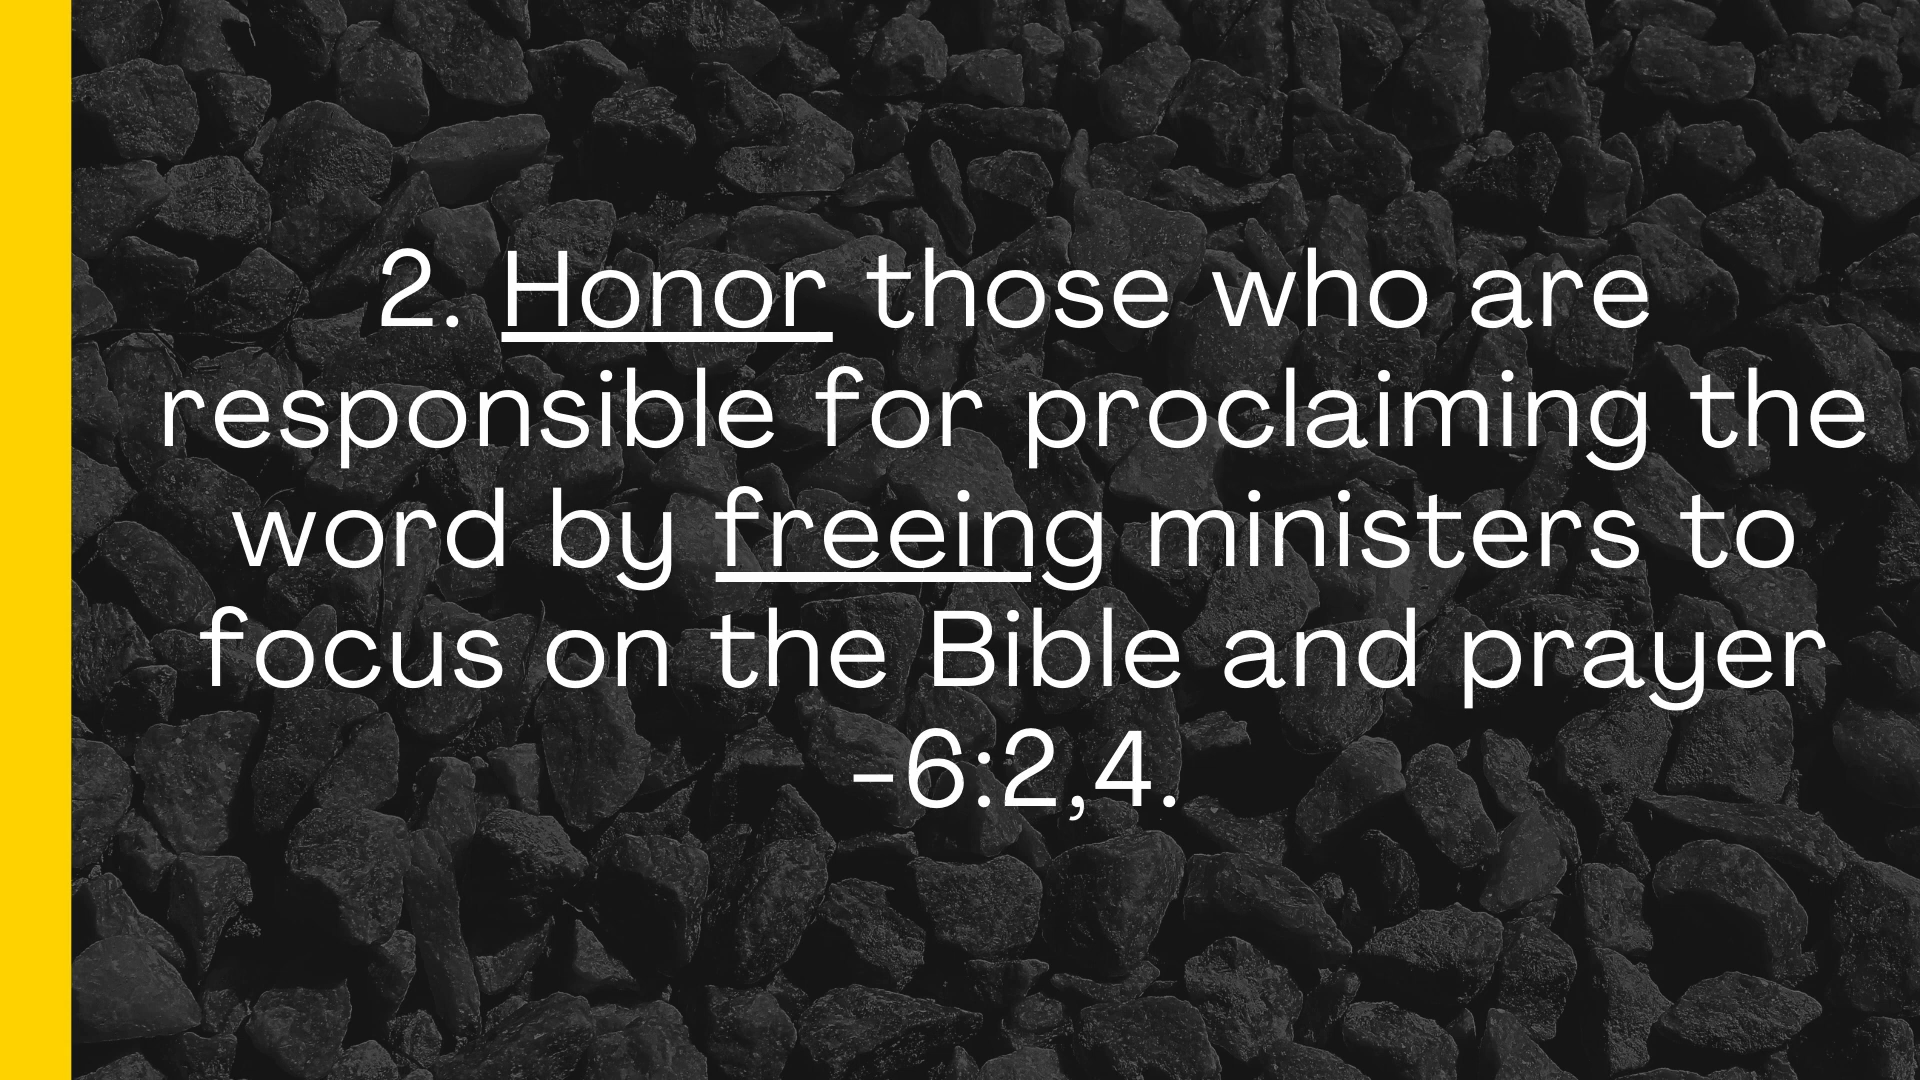 2. Honor those who are
responsible for proclaiming the
word by freeing ministers to
focus on the Bible and prayer
–6:2,4.